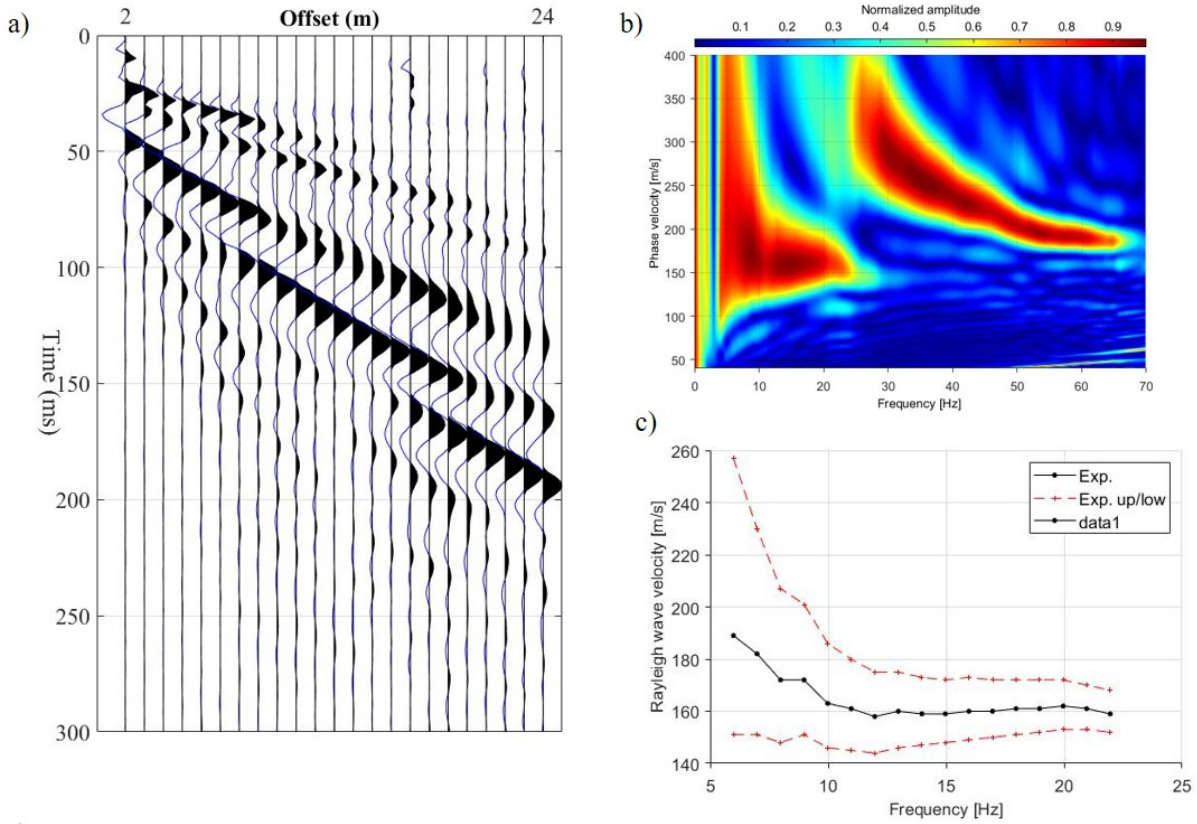 a)
2 Offset (m) 24
0
50
100
150
200
250
300
Time (ms)
b)
Normalized amplitude
0.1 0.2 0.3 0.4 0.5 0.6 0.7 0.8 0.9
400
350
300
250
200
150
100
50
Phase velocity [m/s]
0 10 20 30 40 50 60 70
Frequency [Hz]
c)
260
240
220
200
180
160
140
Rayleigh wave velocity [m/s]
Exp.
Exp. up/low
data1
5 10 15 20 25
Frequency [Hz]